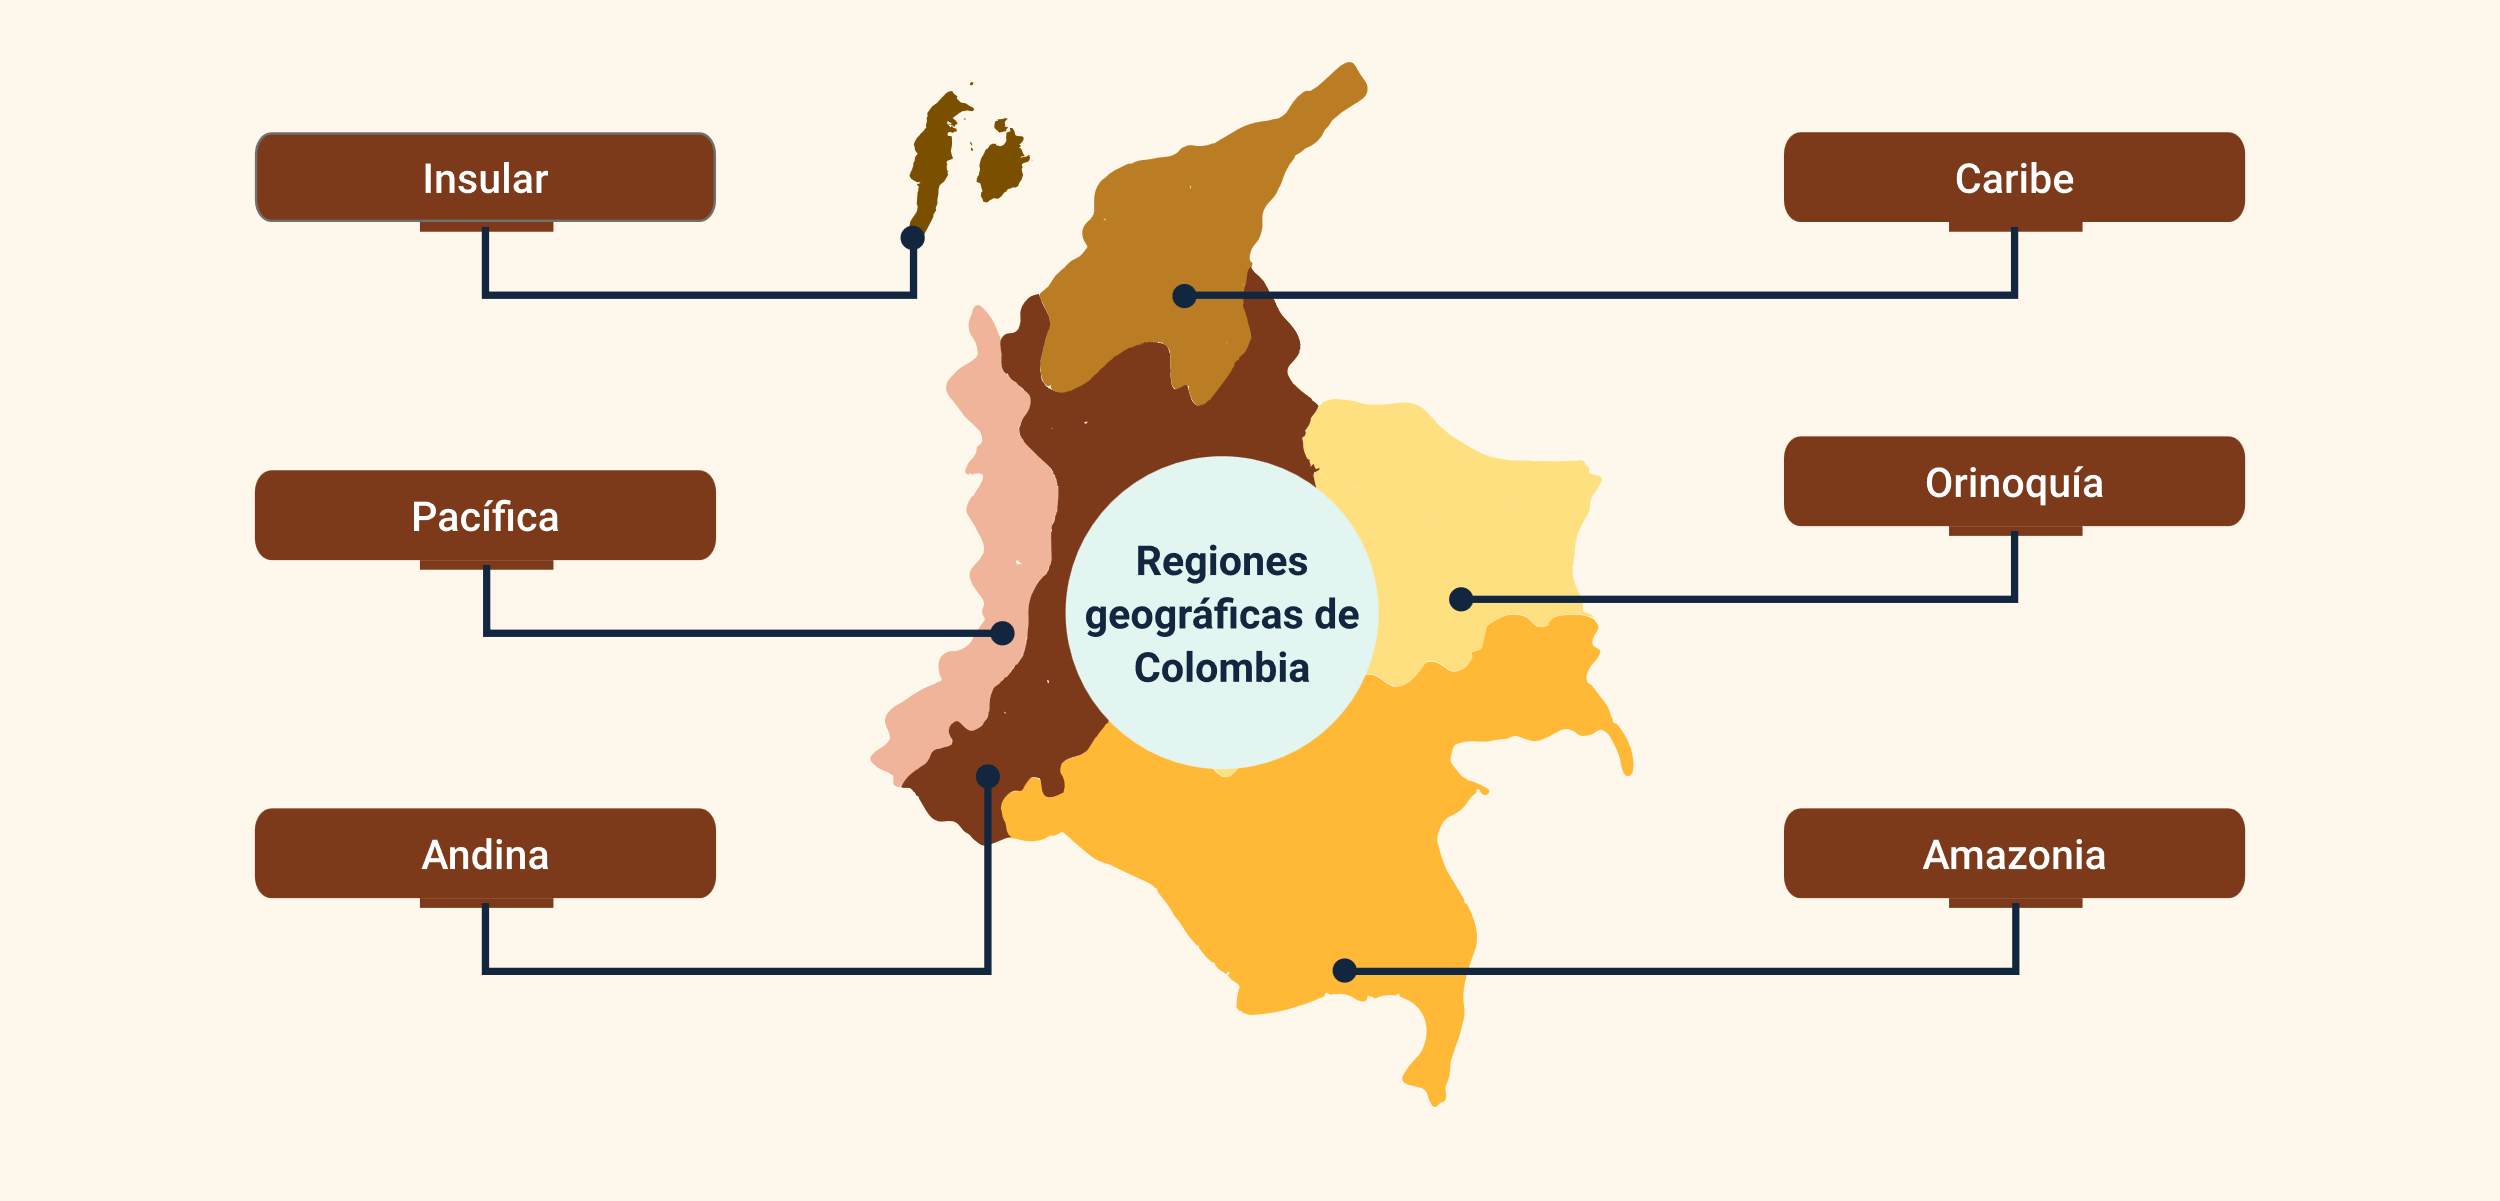 Insular
Caribe
Pacífica
Orinoquía
Regiones
geográficas de
Colombia
Andina
Amazonia